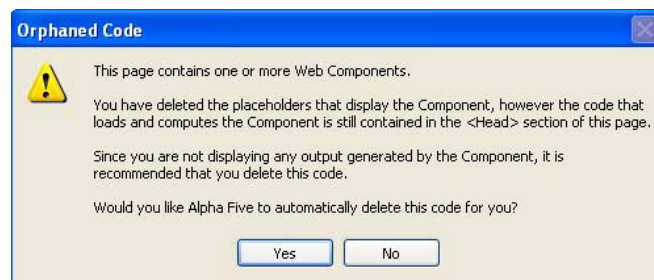 Orphaned Code
This page contains one or more Web Components.
You have deleted the placeholders that display the Component, however the code that
loads and computes the Component is still contained in the <Head> section of this page.
Since you are not displaying any output generated by the Component, it is
recommended that you delete this code.
Would you like Alpha Five to automatically delete this code for you?
Yes No